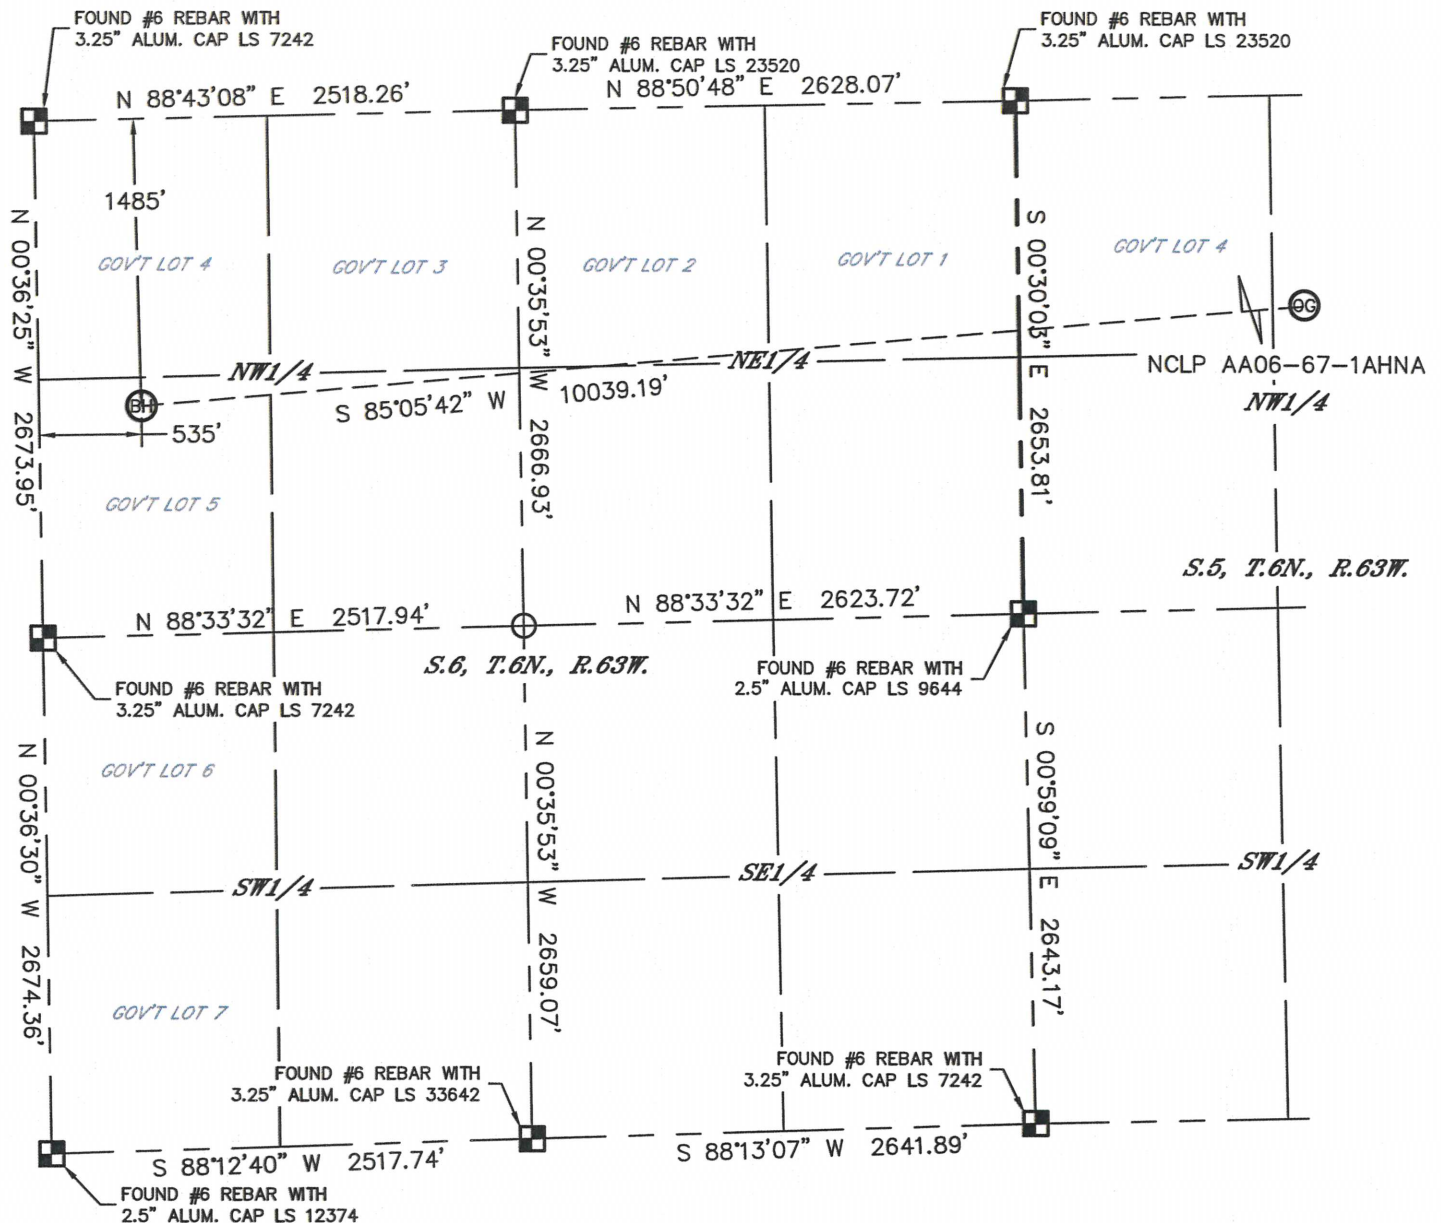 FOUND #6 REBAR WITH
3.25" ALUM. CAP LS 7242
FOUND #6 REBAR WITH
3.25" ALUM. CAP LS 23520
FOUND #6 REBAR WITH
3.25" ALUM. CAP LS 23520
N 88°43'08" E 2518.26'
N 88°50'48" E 2628.07'
1485'
N 00°36'25" W 2673.95'
N 00°35'53" W 2666.93'
S 00°30'03" E 2653.81'
GOV'T LOT 4
GOV'T LOT 3
GOV'T LOT 2
GOV'T LOT 1
GOV'T LOT 4
OG
NCLP AA06-67-1AHNA
NW1/4
NE1/4
NW1/4
BH
S 85°05'42" W 10039.19'
535'
GOV'T LOT 5
S.5, T.6N., R.63W.
N 88°33'32" E 2517.94'
N 88°33'32" E 2623.72'
S.6, T.6N., R.63W.
FOUND #6 REBAR WITH
2.5" ALUM. CAP LS 9644
FOUND #6 REBAR WITH
3.25" ALUM. CAP LS 7242
N 00°36'30" W 2674.36'
N 00°35'53" W 2659.07'
S 00°59'09" E 2643.17'
GOV'T LOT 6
SW1/4
SE1/4
SW1/4
GOV'T LOT 7
FOUND #6 REBAR WITH
3.25" ALUM. CAP LS 33642
FOUND #6 REBAR WITH
3.25" ALUM. CAP LS 7242
S 88°12'40" W 2517.74'
S 88°13'07" W 2641.89'
FOUND #6 REBAR WITH
2.5" ALUM. CAP LS 12374